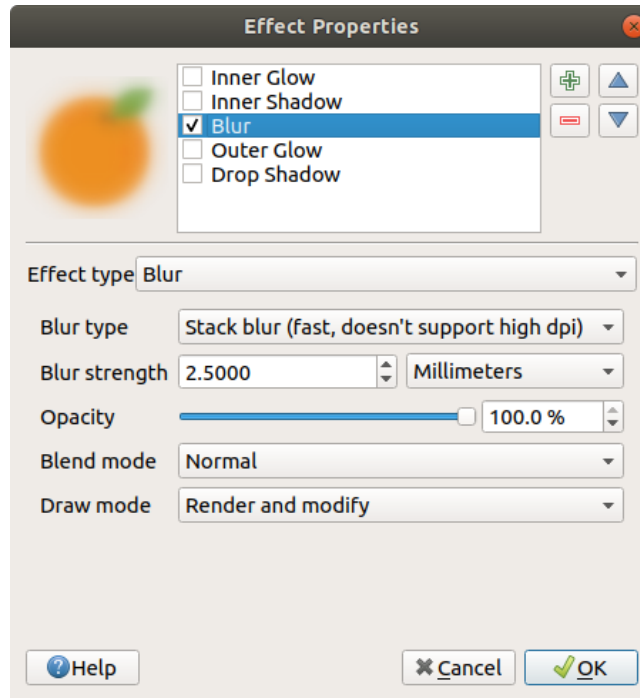 Effect Properties
Inner Glow
Inner Shadow
Blur
Outer Glow
Drop Shadow
Effect type Blur
Blur type Stack blur (fast, doesn't support high dpi)
Blur strength 2.5000 Millimeters
Opacity 100.0 %
Blend mode Normal
Draw mode Render and modify
Help Cancel OK